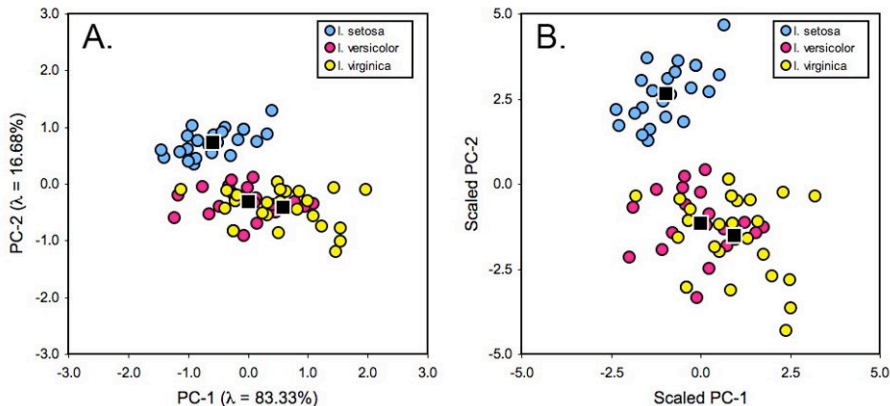 A.
I. setosa
I. versicolor
I. virginica
3.0
2.0
1.0
0.0
-1.0
-2.0
-3.0
-3.0 -2.0 -1.0 0.0 1.0 2.0 3.0
PC-2 (λ = 16.68%)
PC-1 (λ = 83.33%)
B.
I. setosa
I. versicolor
I. virginica
5.0
2.5
0.0
-2.5
-5.0
-5.0 -2.5 0.0 2.5 5.0
Scaled PC-2
Scaled PC-1